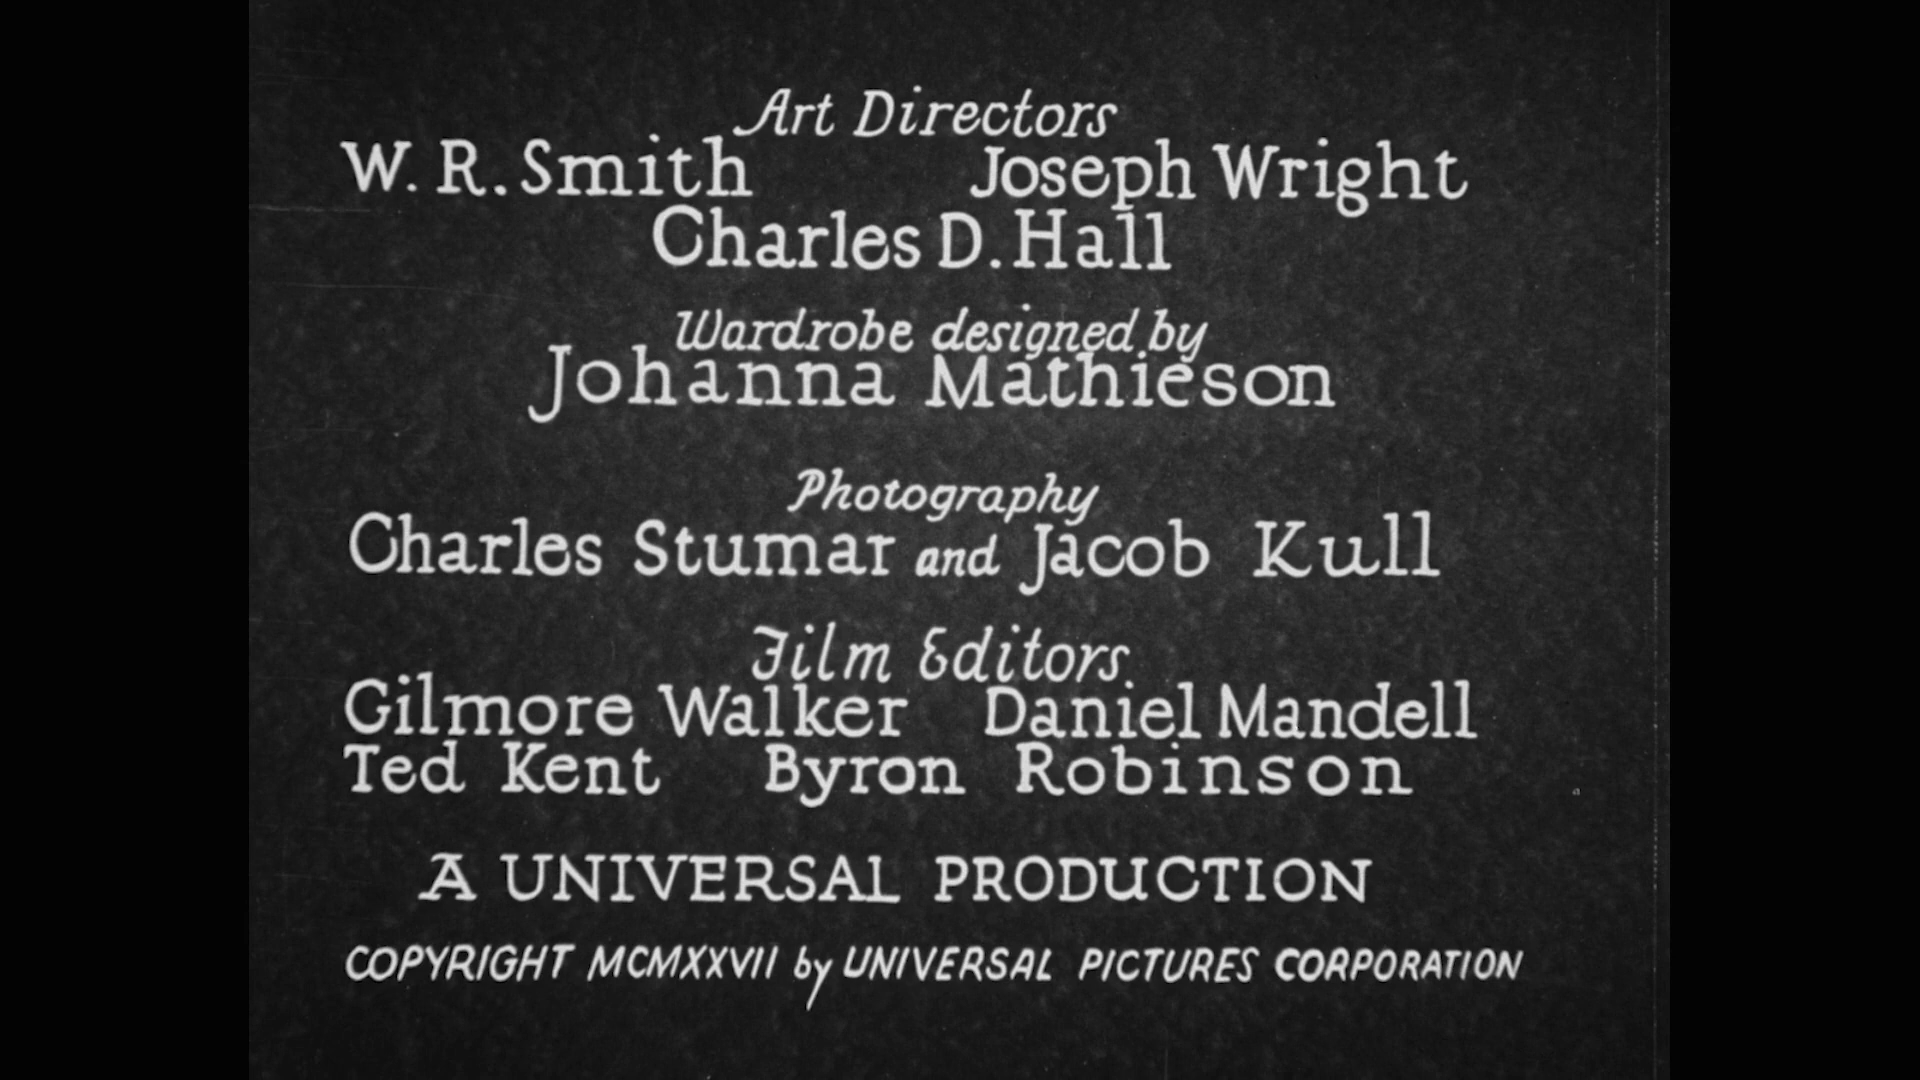 Art Directors
W. R. Smith Joseph Wright
Charles D. Hall
Wardrobe designed by
Johanna Mathieson
Photography
Charles Stumar and Jacob Kull
Film Editors.
Gilmore Walker Daniel Mandell
Ted Kent Byron Robinson
A UNIVERSAL PRODUCTION
COPYRIGHT MCMXXVII by UNIVERSAL PICTURES CORPORATION